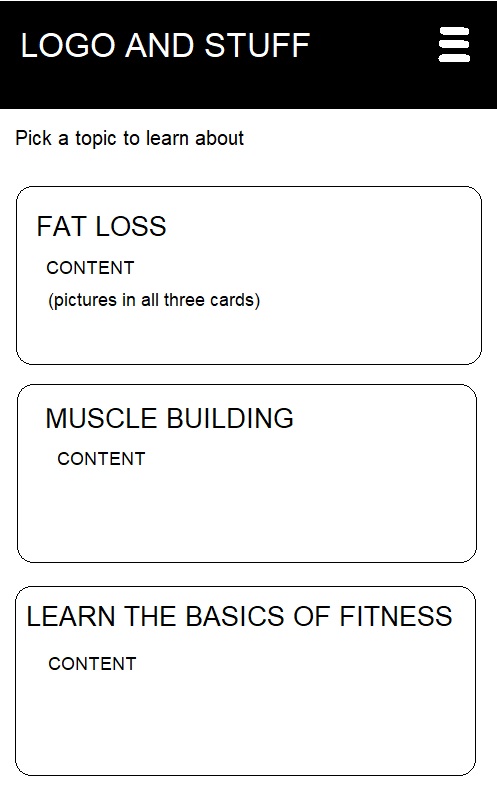 LOGO AND STUFF
Pick a topic to learn about
FAT LOSS
CONTENT
(pictures in all three cards)
MUSCLE BUILDING
CONTENT
LEARN THE BASICS OF FITNESS
CONTENT